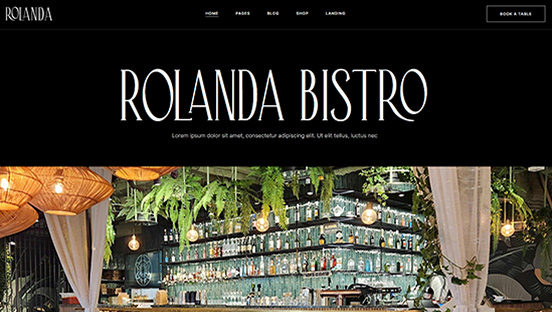 ROLANDA
HOME PAGES BLOG SHOP LANDING
BOOK A TABLE
ROLANDA BISTRO
Lorem ipsum dolor sit amet, consectetur adipiscing elit. Ut elit tellus, luctus nec